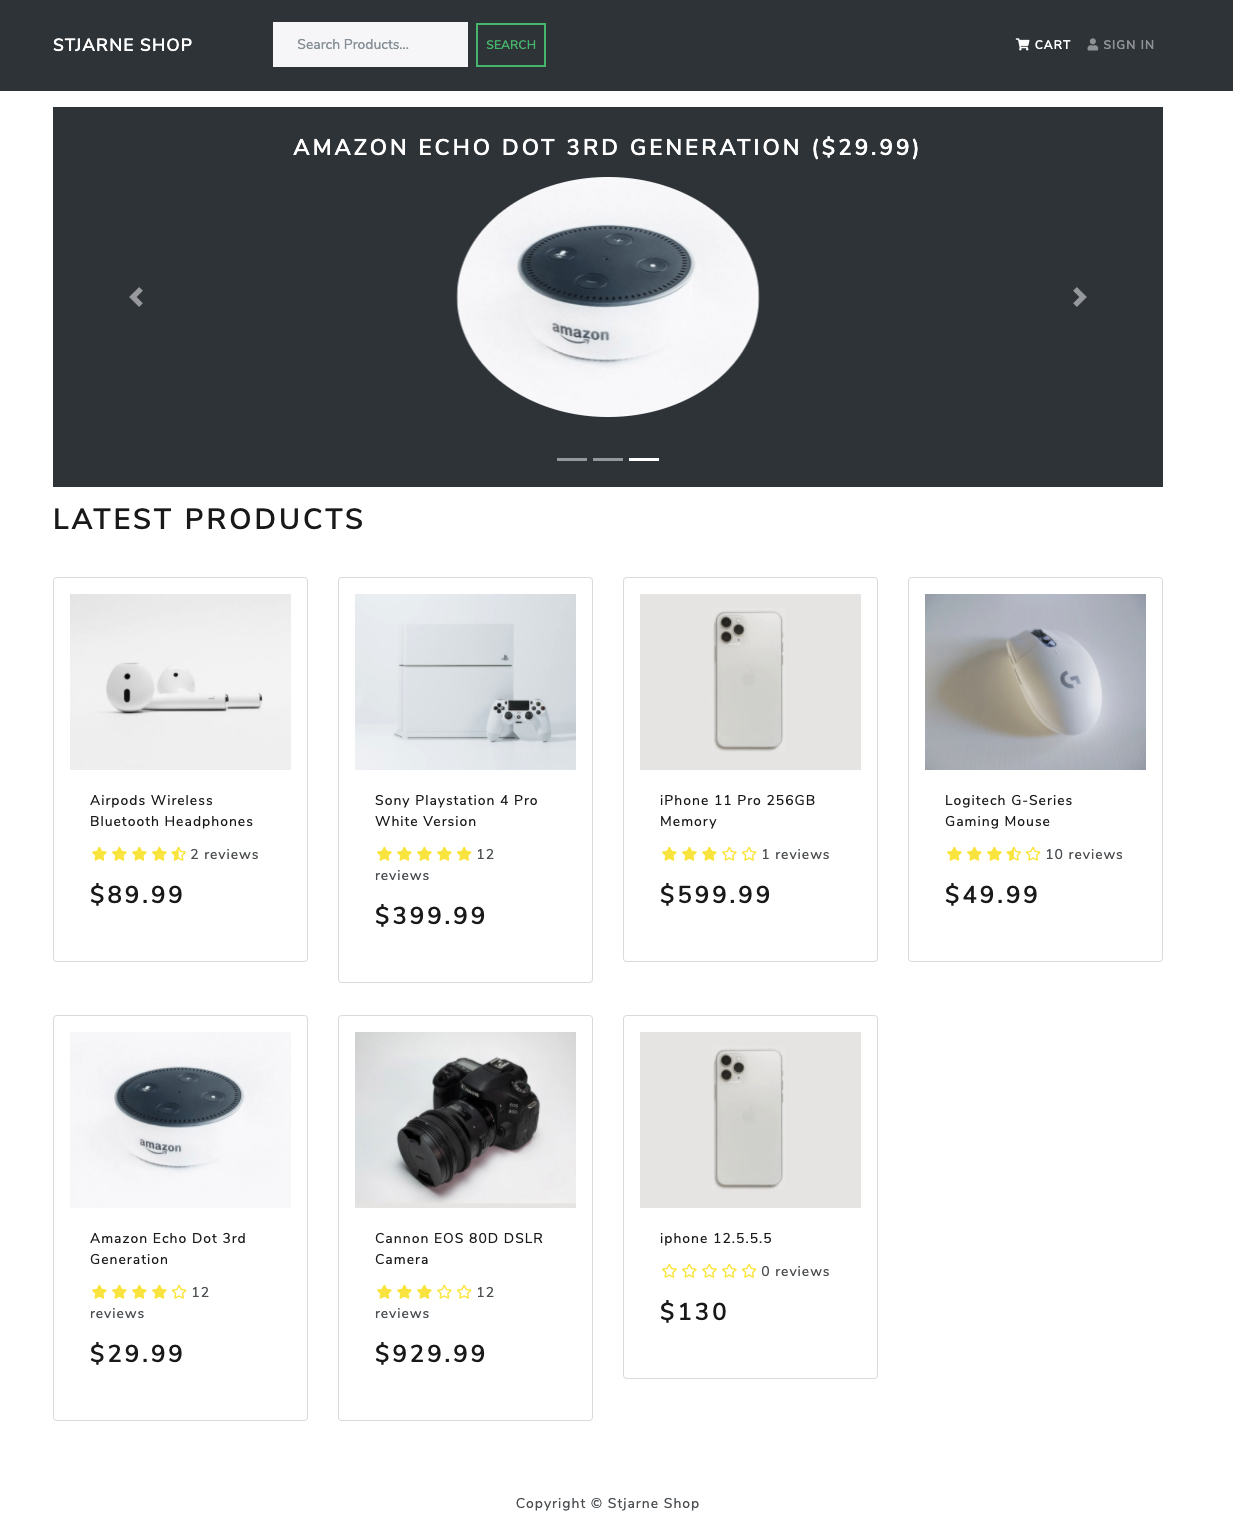 STJARNE SHOP
Search Products...
SEARCH
CART
SIGN IN
AMAZON ECHO DOT 3RD GENERATION ($29.99)
amazon
LATEST PRODUCTS
Airpods Wireless
Bluetooth Headphones
2 reviews
$89.99
Sony Playstation 4 Pro
White Version
12
reviews
$399.99
iPhone 11 Pro 256GB
Memory
1 reviews
$599.99
Logitech G-Series
Gaming Mouse
10 reviews
$49.99
amazon
Amazon Echo Dot 3rd
Generation
12
reviews
$29.99
Cannon EOS 80D DSLR
Camera
12
reviews
$929.99
iphone 12.5.5.5
0 reviews
$130
Copyright © Stjarne Shop